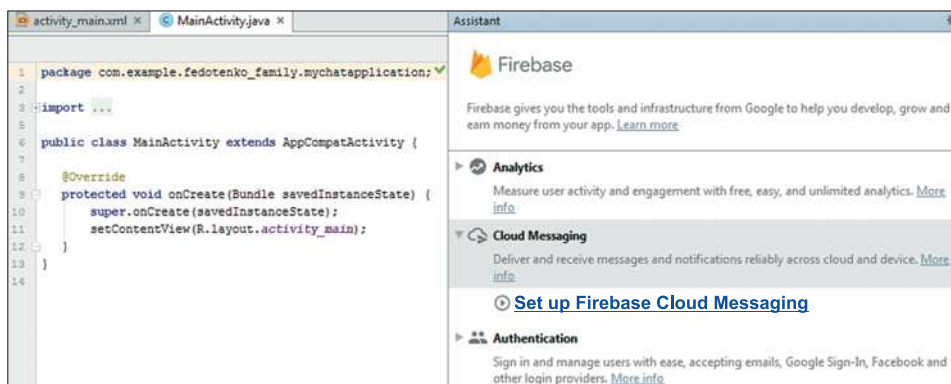 activity_main.xml ×
MainActivity.java ×
1 package com.example.fedotenko_family.mychatapplication;
2
3 import ...
5
6 public class MainActivity extends AppCompatActivity {
7
8 @Override
9 protected void onCreate(Bundle savedInstanceState) {
10 super.onCreate(savedInstanceState);
11 setContentView(R.layout.activity_main);
12 }
13 }
14
Assistant
Firebase
Firebase gives you the tools and infrastructure from Google to help you develop, grow and
earn money from your app. Learn more
Analytics
Measure user activity and engagement with free, easy, and unlimited analytics. More
info
Cloud Messaging
Deliver and receive messages and notifications reliably across cloud and device. More
info
Set up Firebase Cloud Messaging
Authentication
Sign in and manage users with ease, accepting emails, Google Sign-In, Facebook and
other login providers. More info